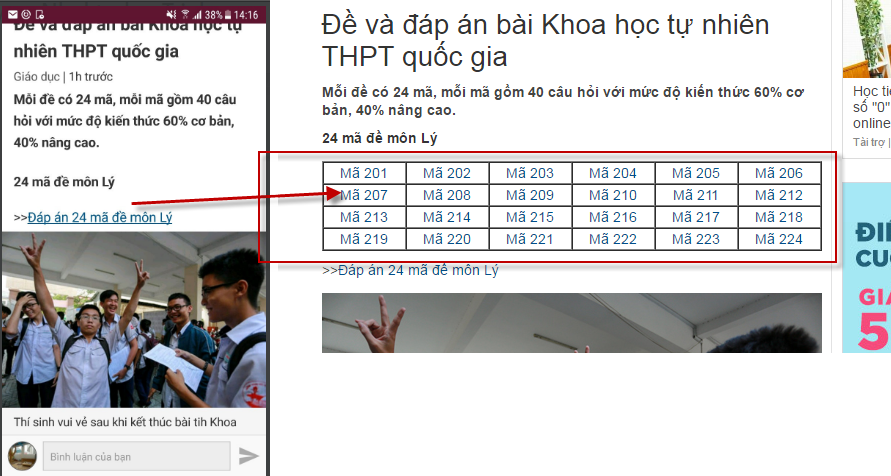 38% 14:16
Đề và đáp án bài Khoa học tự
nhiên THPT quốc gia
Giáo dục | 1h trước
Mỗi đề có 24 mã, mỗi mã gồm 40 câu
hỏi với mức độ kiến thức 60% cơ bản,
40% nâng cao.
24 mã đề môn Lý
>>Đáp án 24 mã đề môn Lý
Thí sinh vui vẻ sau khi kết thúc bài tih Khoa
Bình luận của bạn
Đề và đáp án bài Khoa học tự nhiên
THPT quốc gia
Mỗi đề có 24 mã, mỗi mã gồm 40 câu hỏi với mức độ kiến thức 60% cơ
bản, 40% nâng cao.
24 mã đề môn Lý
Mã 201 Mã 202 Mã 203 Mã 204 Mã 205 Mã 206
Mã 207 Mã 208 Mã 209 Mã 210 Mã 211 Mã 212
Mã 213 Mã 214 Mã 215 Mã 216 Mã 217 Mã 218
Mã 219 Mã 220 Mã 221 Mã 222 Mã 223 Mã 224
>>Đáp án 24 mã đề môn Lý
Học
số "0"
online
Tài trợ |
CUỘ
GIÁ
5